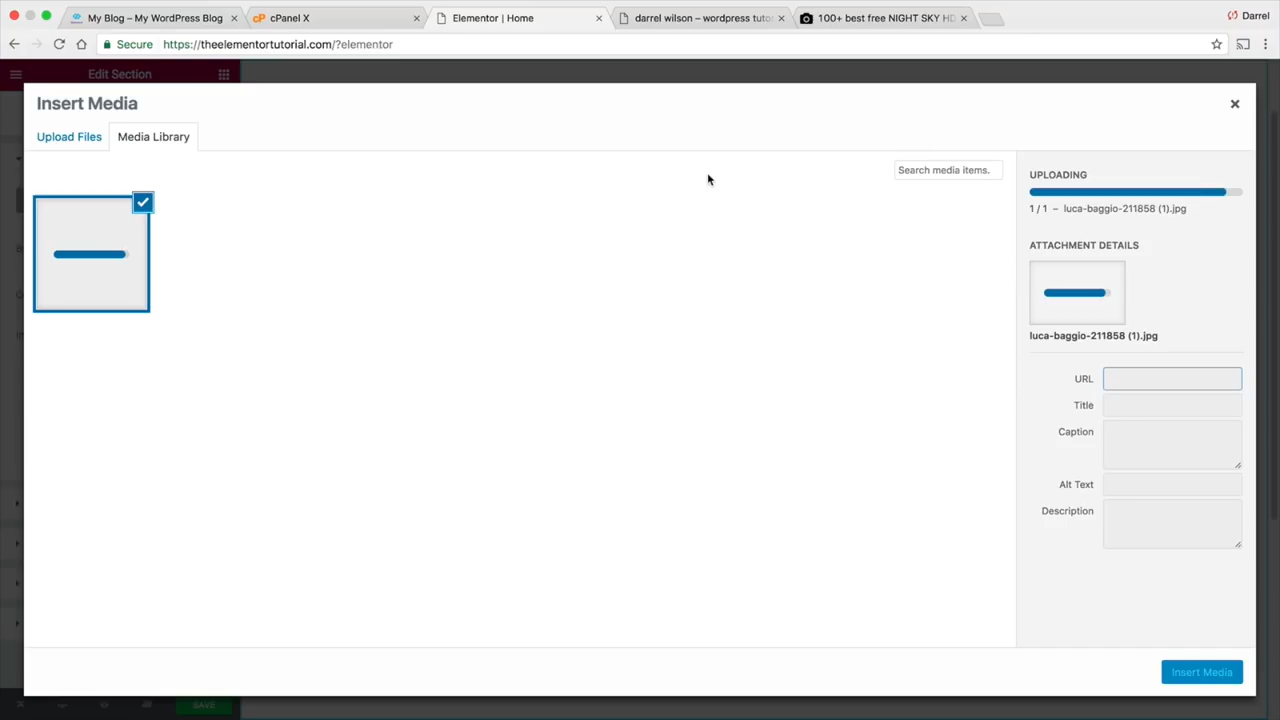 My Blog – My WordPress Blog
cPanel X
Elementor | Home
darrel wilson – wordpress tuto
100+ best free NIGHT SKY HD
Darrel
Secure
https://theelementortutorial.com/?elementor
Edit Section
Insert Media
Upload Files
Media Library
Search media items.
UPLOADING
1 / 1 – luca-baggio-211858 (1).jpg
ATTACHMENT DETAILS
luca-baggio-211858 (1).jpg
URL
Title
Caption
Alt Text
Description
Insert Media
SAVE